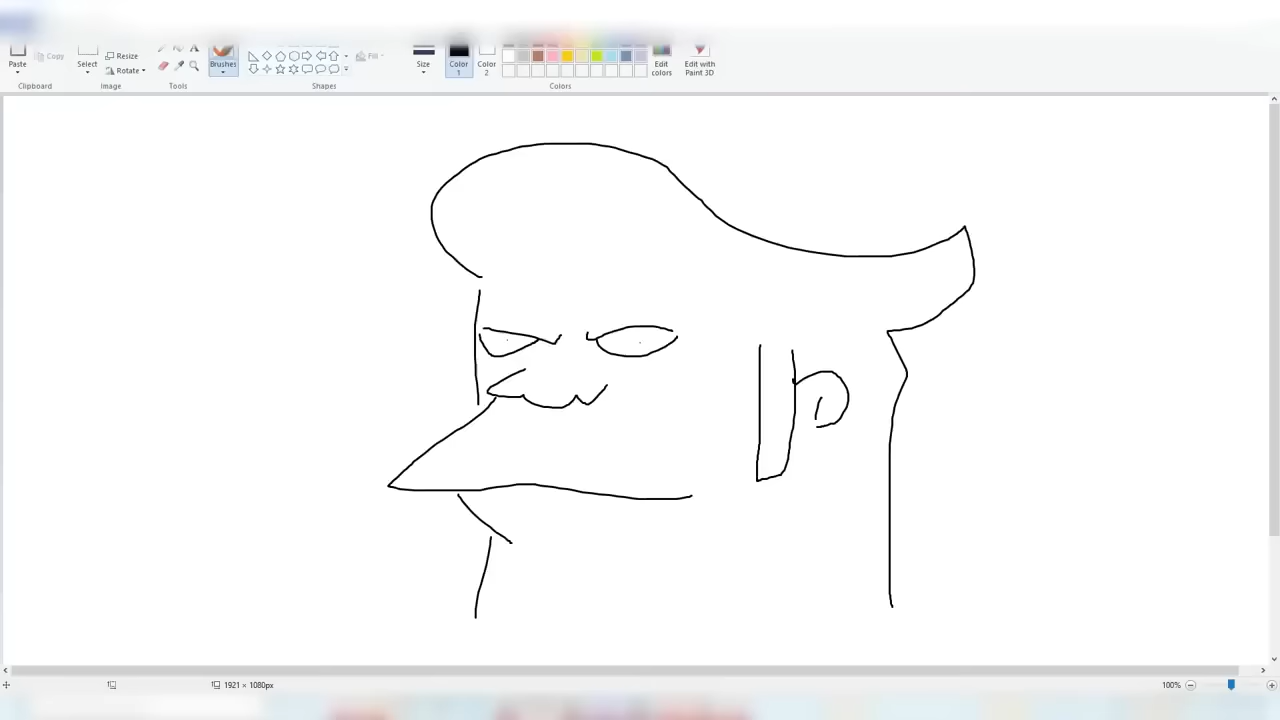 Paste
Copy
Select
Resize
Rotate
Brushes
Fill
Size
Color
1
Color
2
Edit
colors
Edit with
Paint 3D
Clipboard
Image
Tools
Shapes
Colors
1921 × 1080px
100%